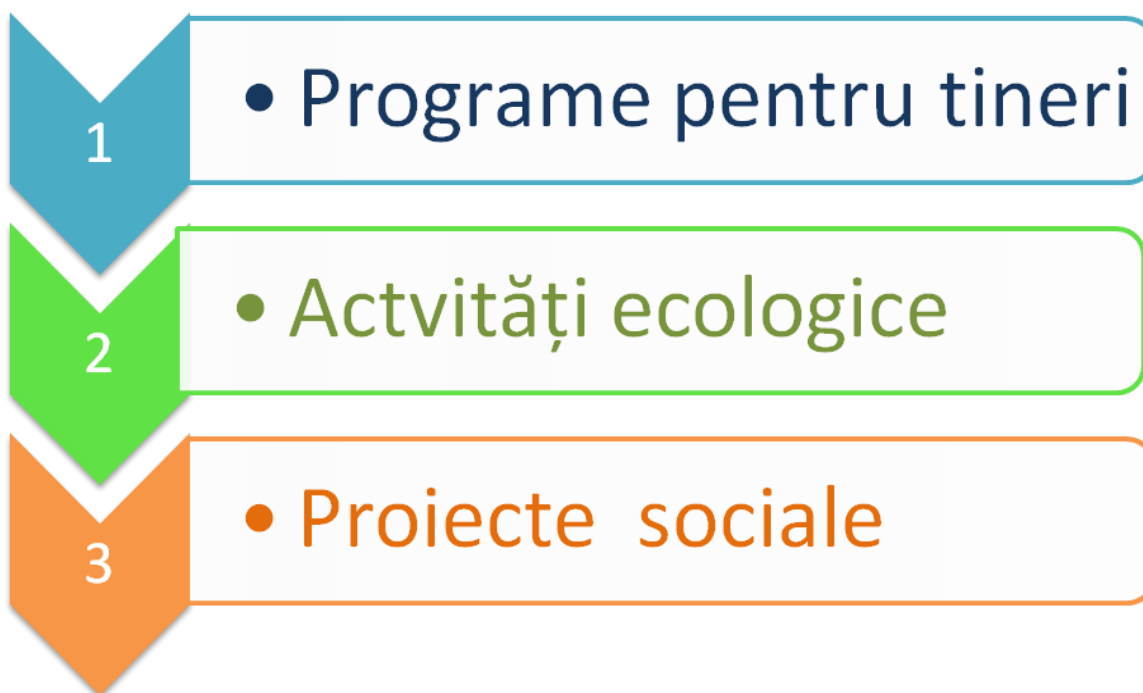 1
• Programe pentru tineri
2
• Actvități ecologice
3
• Proiecte sociale